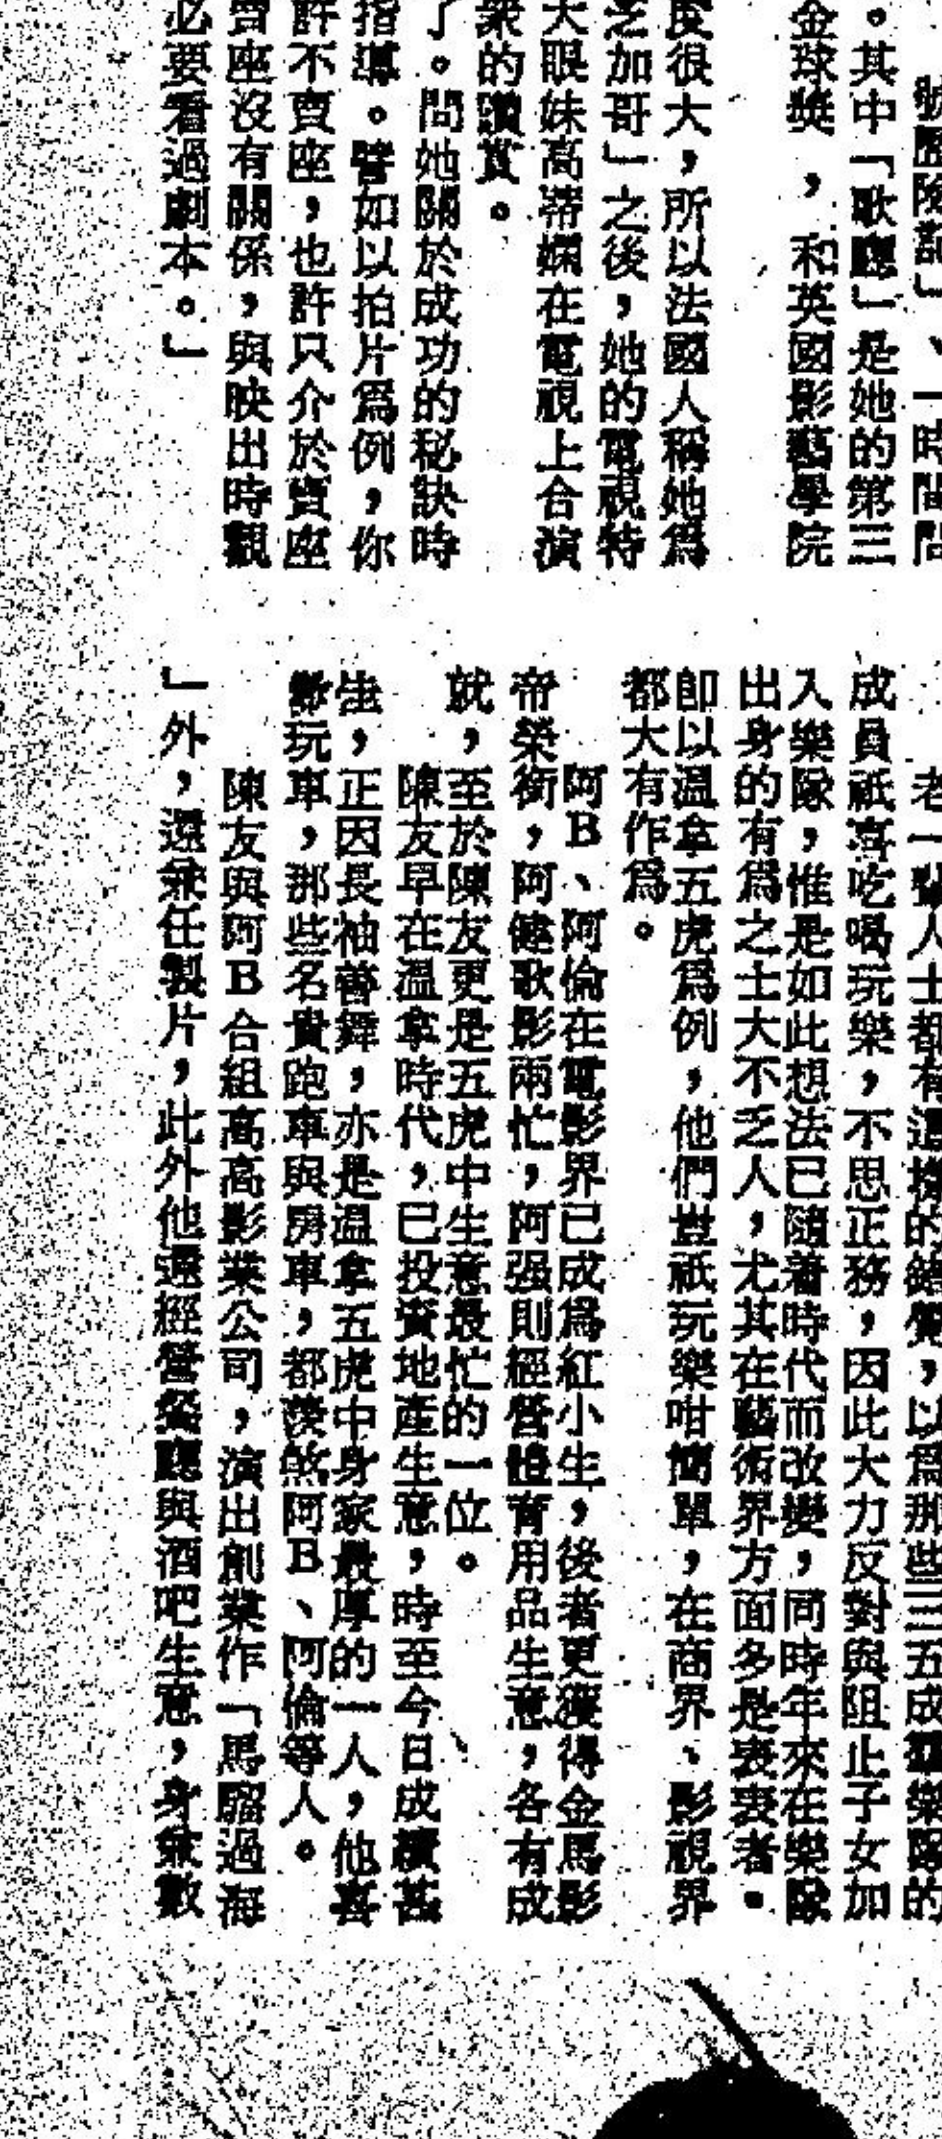 號歷險記」、「時間問
。其中「歌廳」是她的第三
金球獎,和英國影藝學院
度很大,所以法國人稱她爲
芝加哥」之後,她的電視特
大眼妹高蒂嫻在電視上合演
衆的讚賞。
了。問她關於成功的秘訣時
指導。譬如以拍片爲例,你
許不賣座,也許只介於賣座
賣座沒有關係,與映出時觀
必要看過劇本。」
老一輩人士都有這樣的錯覺,以爲那些三五成羣樂隊的
成員祇喜吃喝玩樂,不思正務,因此大力反對與阻止子女加
入樂隊,惟是如此想法已隨着時代而改變,同時年來在樂隊
出身的有爲之士大不乏人,尤其在藝術界方面多是表表者。
卽以温拿五虎爲例,他們豈祇玩樂咁簡單,在商界、影視界
都大有作爲。
阿B、阿倫在電影界已成爲紅小生,後者更獲得金馬影
帝榮銜,阿健歌影兩忙,阿强則經營體育用品生意,各有成
就,至於陳友更是五虎中生意最忙的一位。
陳友早在溫拿時代,已投資地產生意,時至今日成績甚
佳,正因長袖善舞,亦是温拿五虎中身家最厚的一人,他喜
歡玩車,那些名貴跑車與房車,都羨煞阿B、阿倫等人。
陳友與阿B合組高高影業公司,演出創業作「馬騮過海
」外,還兼任製片,此外他還經營餐廳與酒吧生意,身兼數